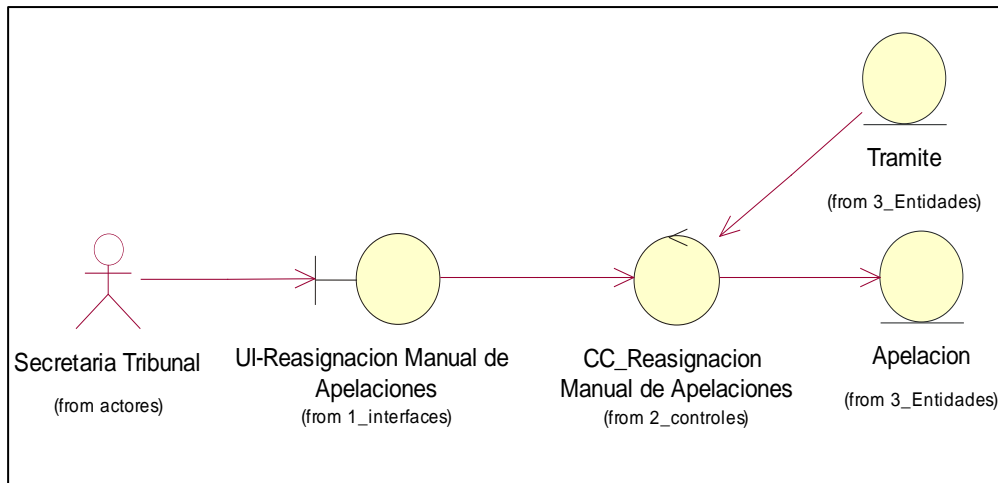 Tramite
(from 3_Entidades)
Secretaria Tribunal
(from actores)
UI-Reasignacion Manual de
Apelaciones
(from 1_interfaces)
CC_Reasignacion
Manual de Apelaciones
(from 2_controles)
Apelacion
(from 3_Entidades)